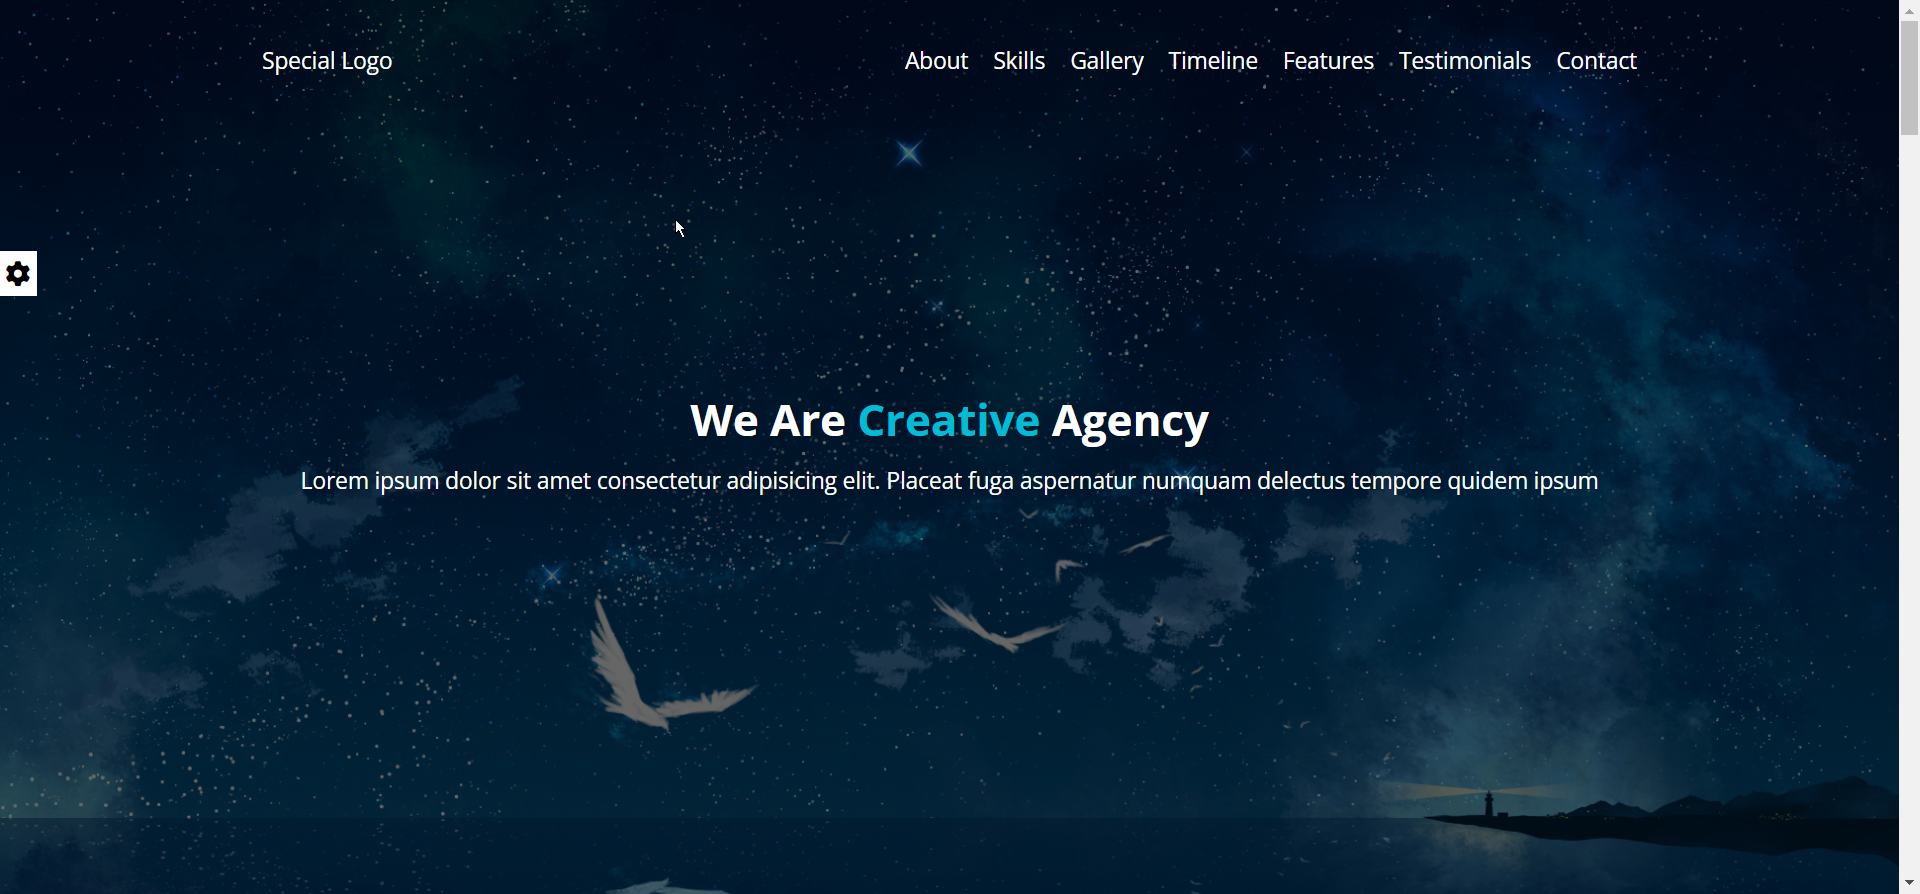 Special Logo
About Skills Gallery Timeline Features Testimonials Contact
We Are Creative Agency
Lorem ipsum dolor sit amet consectetur adipisicing elit. Placeat fuga aspernatur numquam delectus tempore quidem ipsum